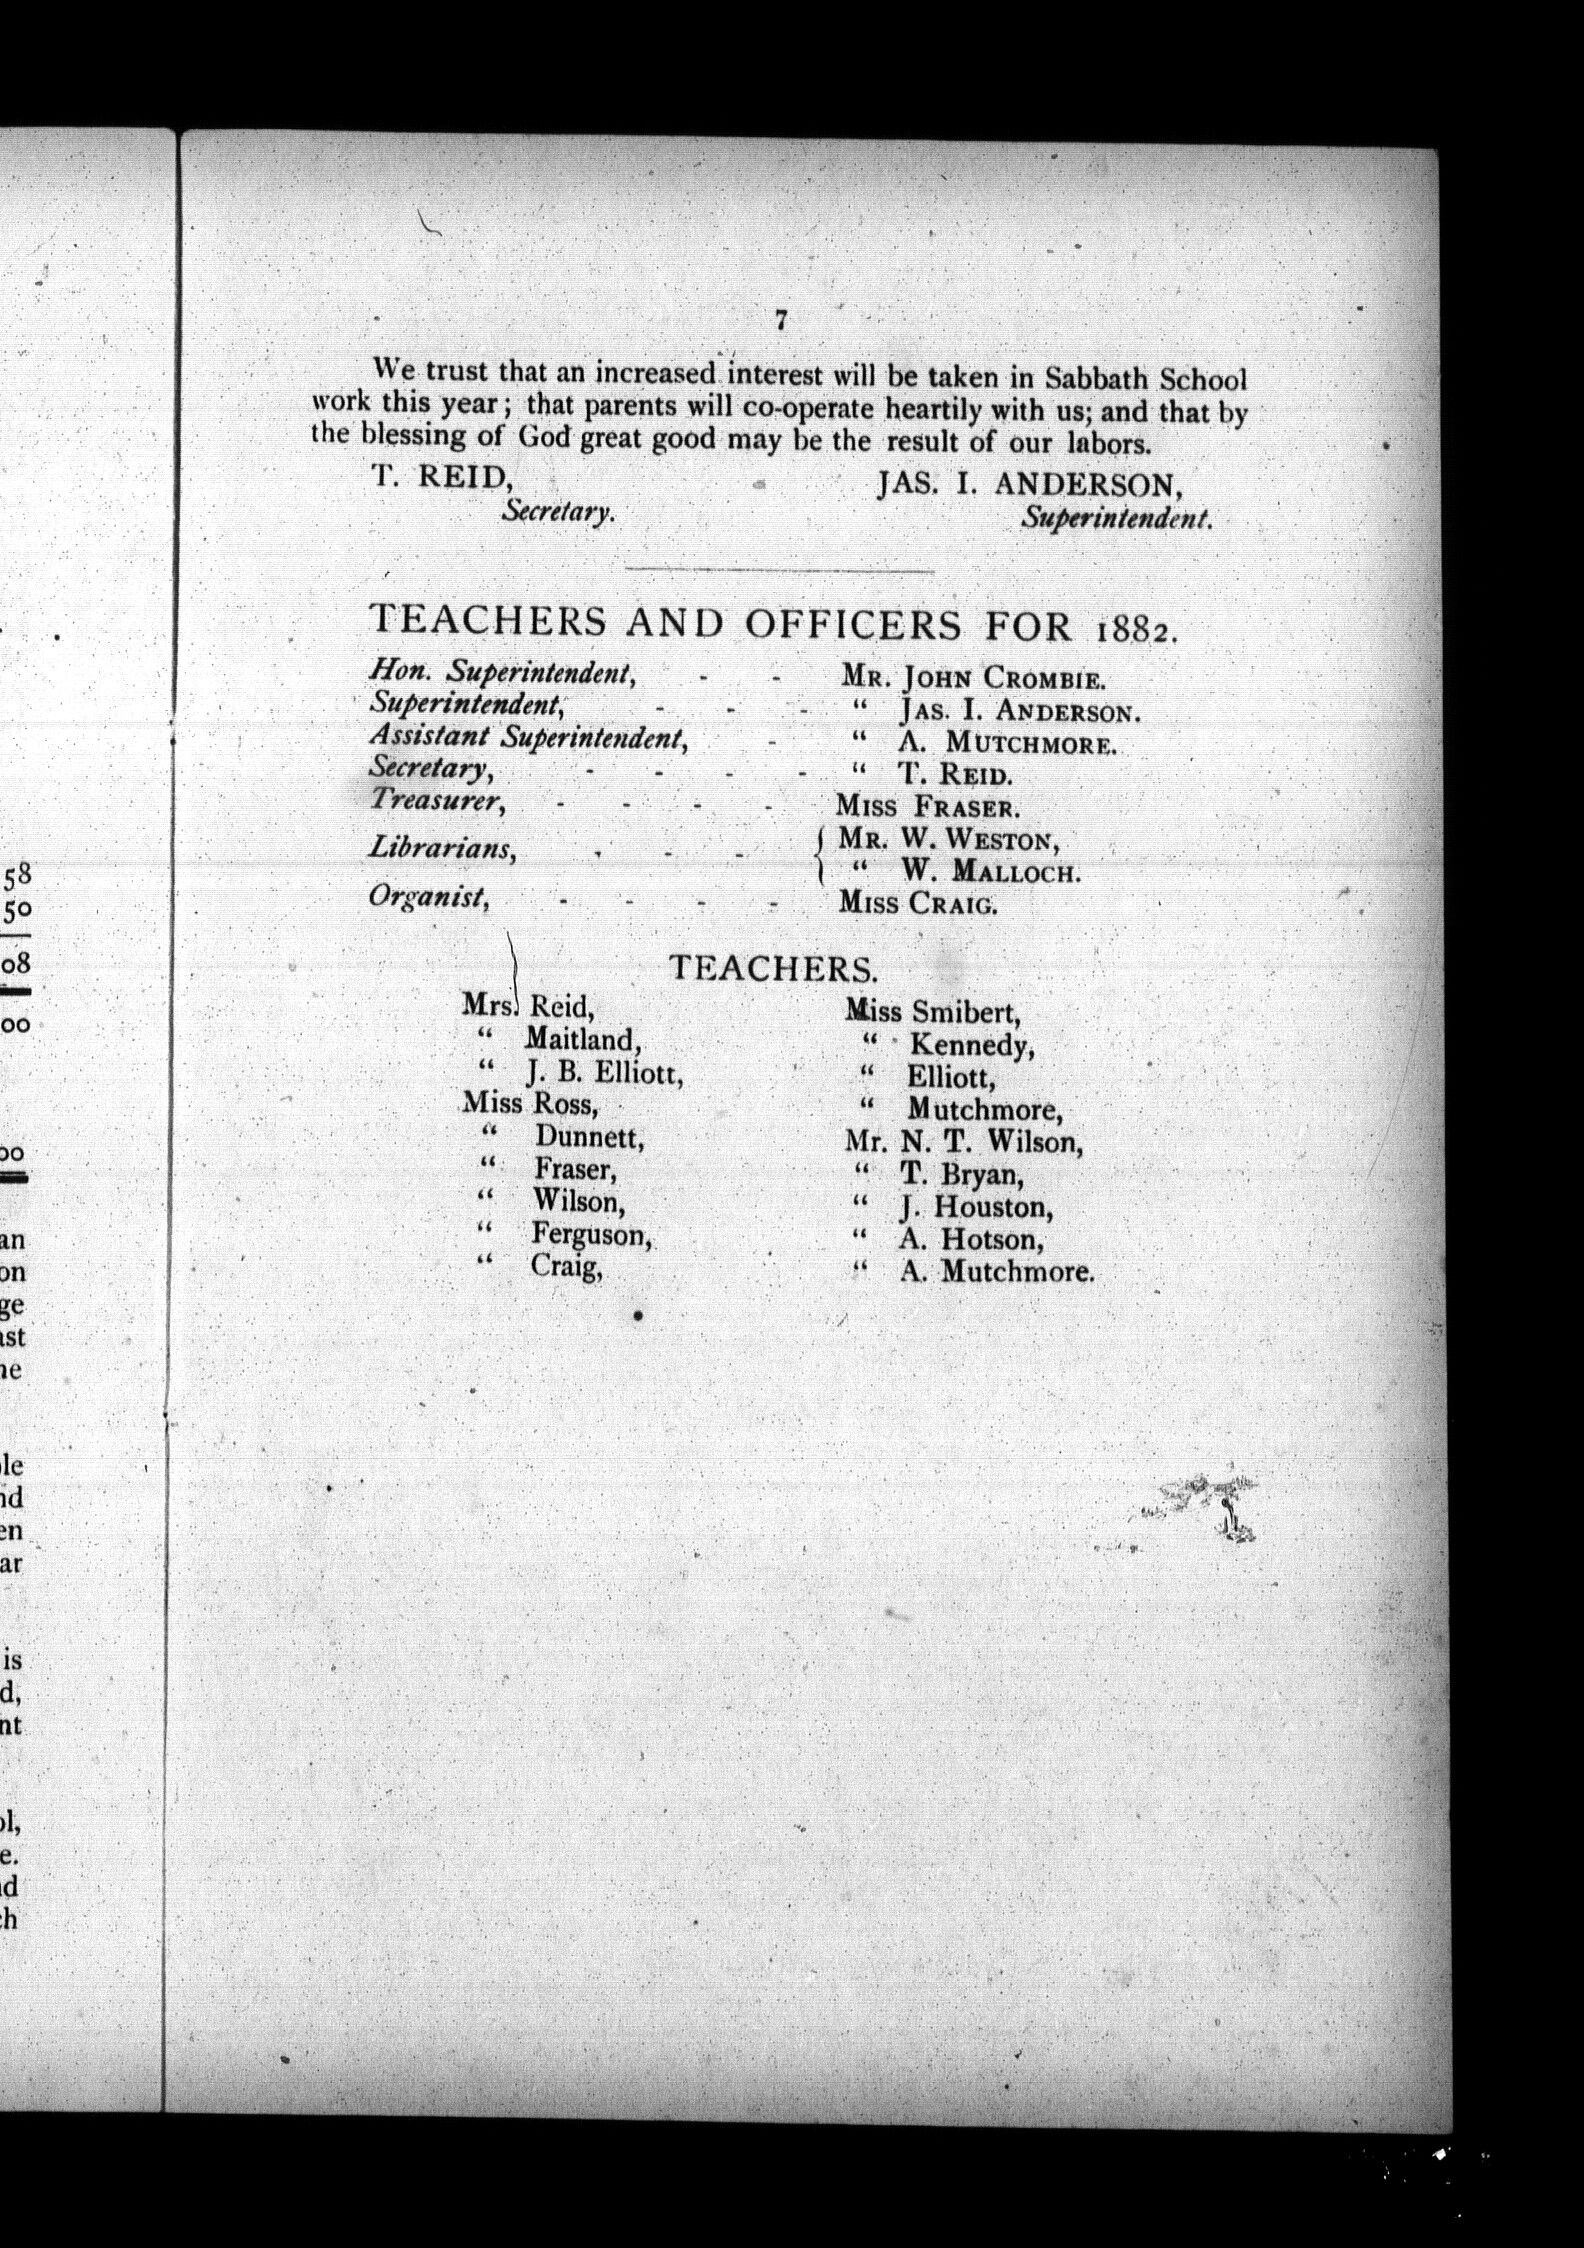 7
We trust that an increased interest will be taken in Sabbath School
work this year; that parents will co-operate heartily with us; and that by
the blessing of God great good may be the result of our labors.
T. REID, JAS. I. ANDERSON,
Secretary. Superintendent.
TEACHERS AND OFFICERS FOR 1882.
Hon. Superintendent, - - MR. JOHN CROMBIE.
Superintendent, - - - " JAS. I. ANDERSON.
Assistant Superintendent, - " A. MUTCHMORE.
Secretary, - - - - " T. REID.
Treasurer, - - - - MISS FRASER.
Librarians, - - - { MR. W. WESTON,
" W. MALLOCH.
Organist, - - - - MISS CRAIG.
TEACHERS.
Mrs. Reid,
" Maitland,
" J. B. Elliott,
Miss Ross,
" Dunnett,
" Fraser,
" Wilson,
" Ferguson,
" Craig,
Miss Smibert,
" Kennedy,
" Elliott,
" Mutchmore,
Mr. N. T. Wilson,
" T. Bryan,
" J. Houston,
" A. Hotson,
" A. Mutchmore.